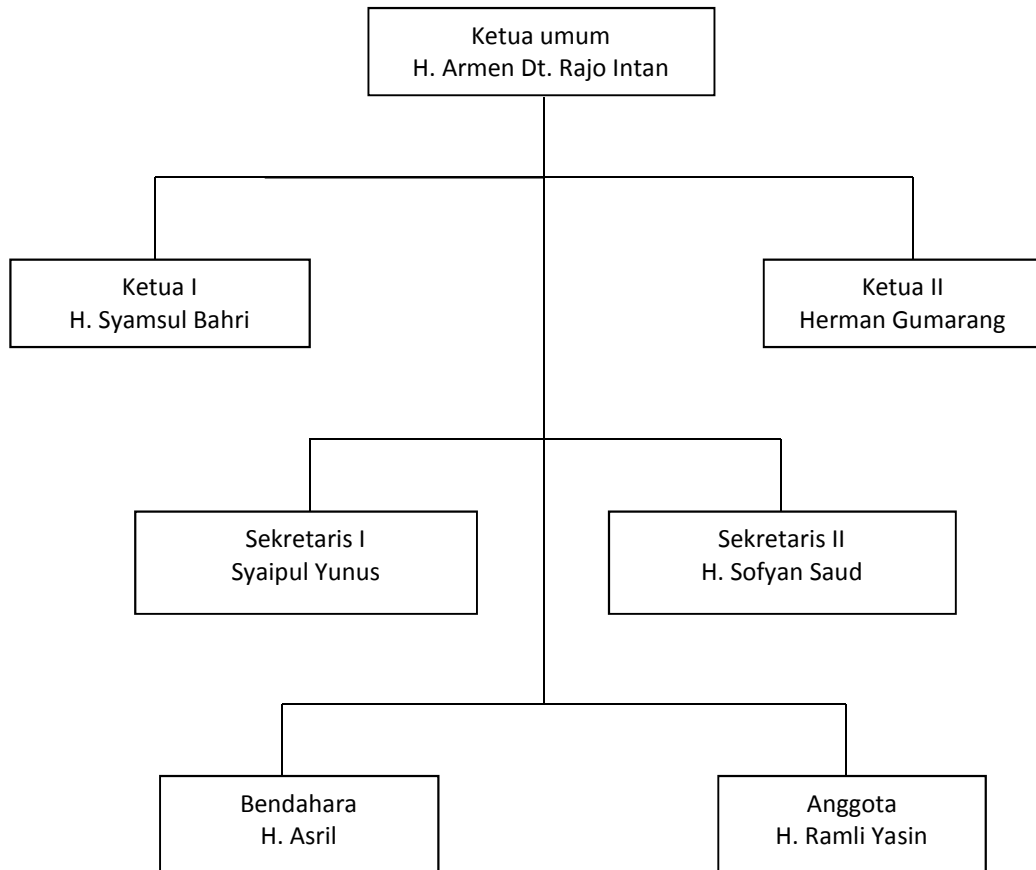 Ketua umum
H. Armen Dt. Rajo Intan
Ketua I
H. Syamsul Bahri
Ketua II
Herman Gumarang
Sekretaris I
Syaipul Yunus
Sekretaris II
H. Sofyan Saud
Bendahara
H. Asril
Anggota
H. Ramli Yasin